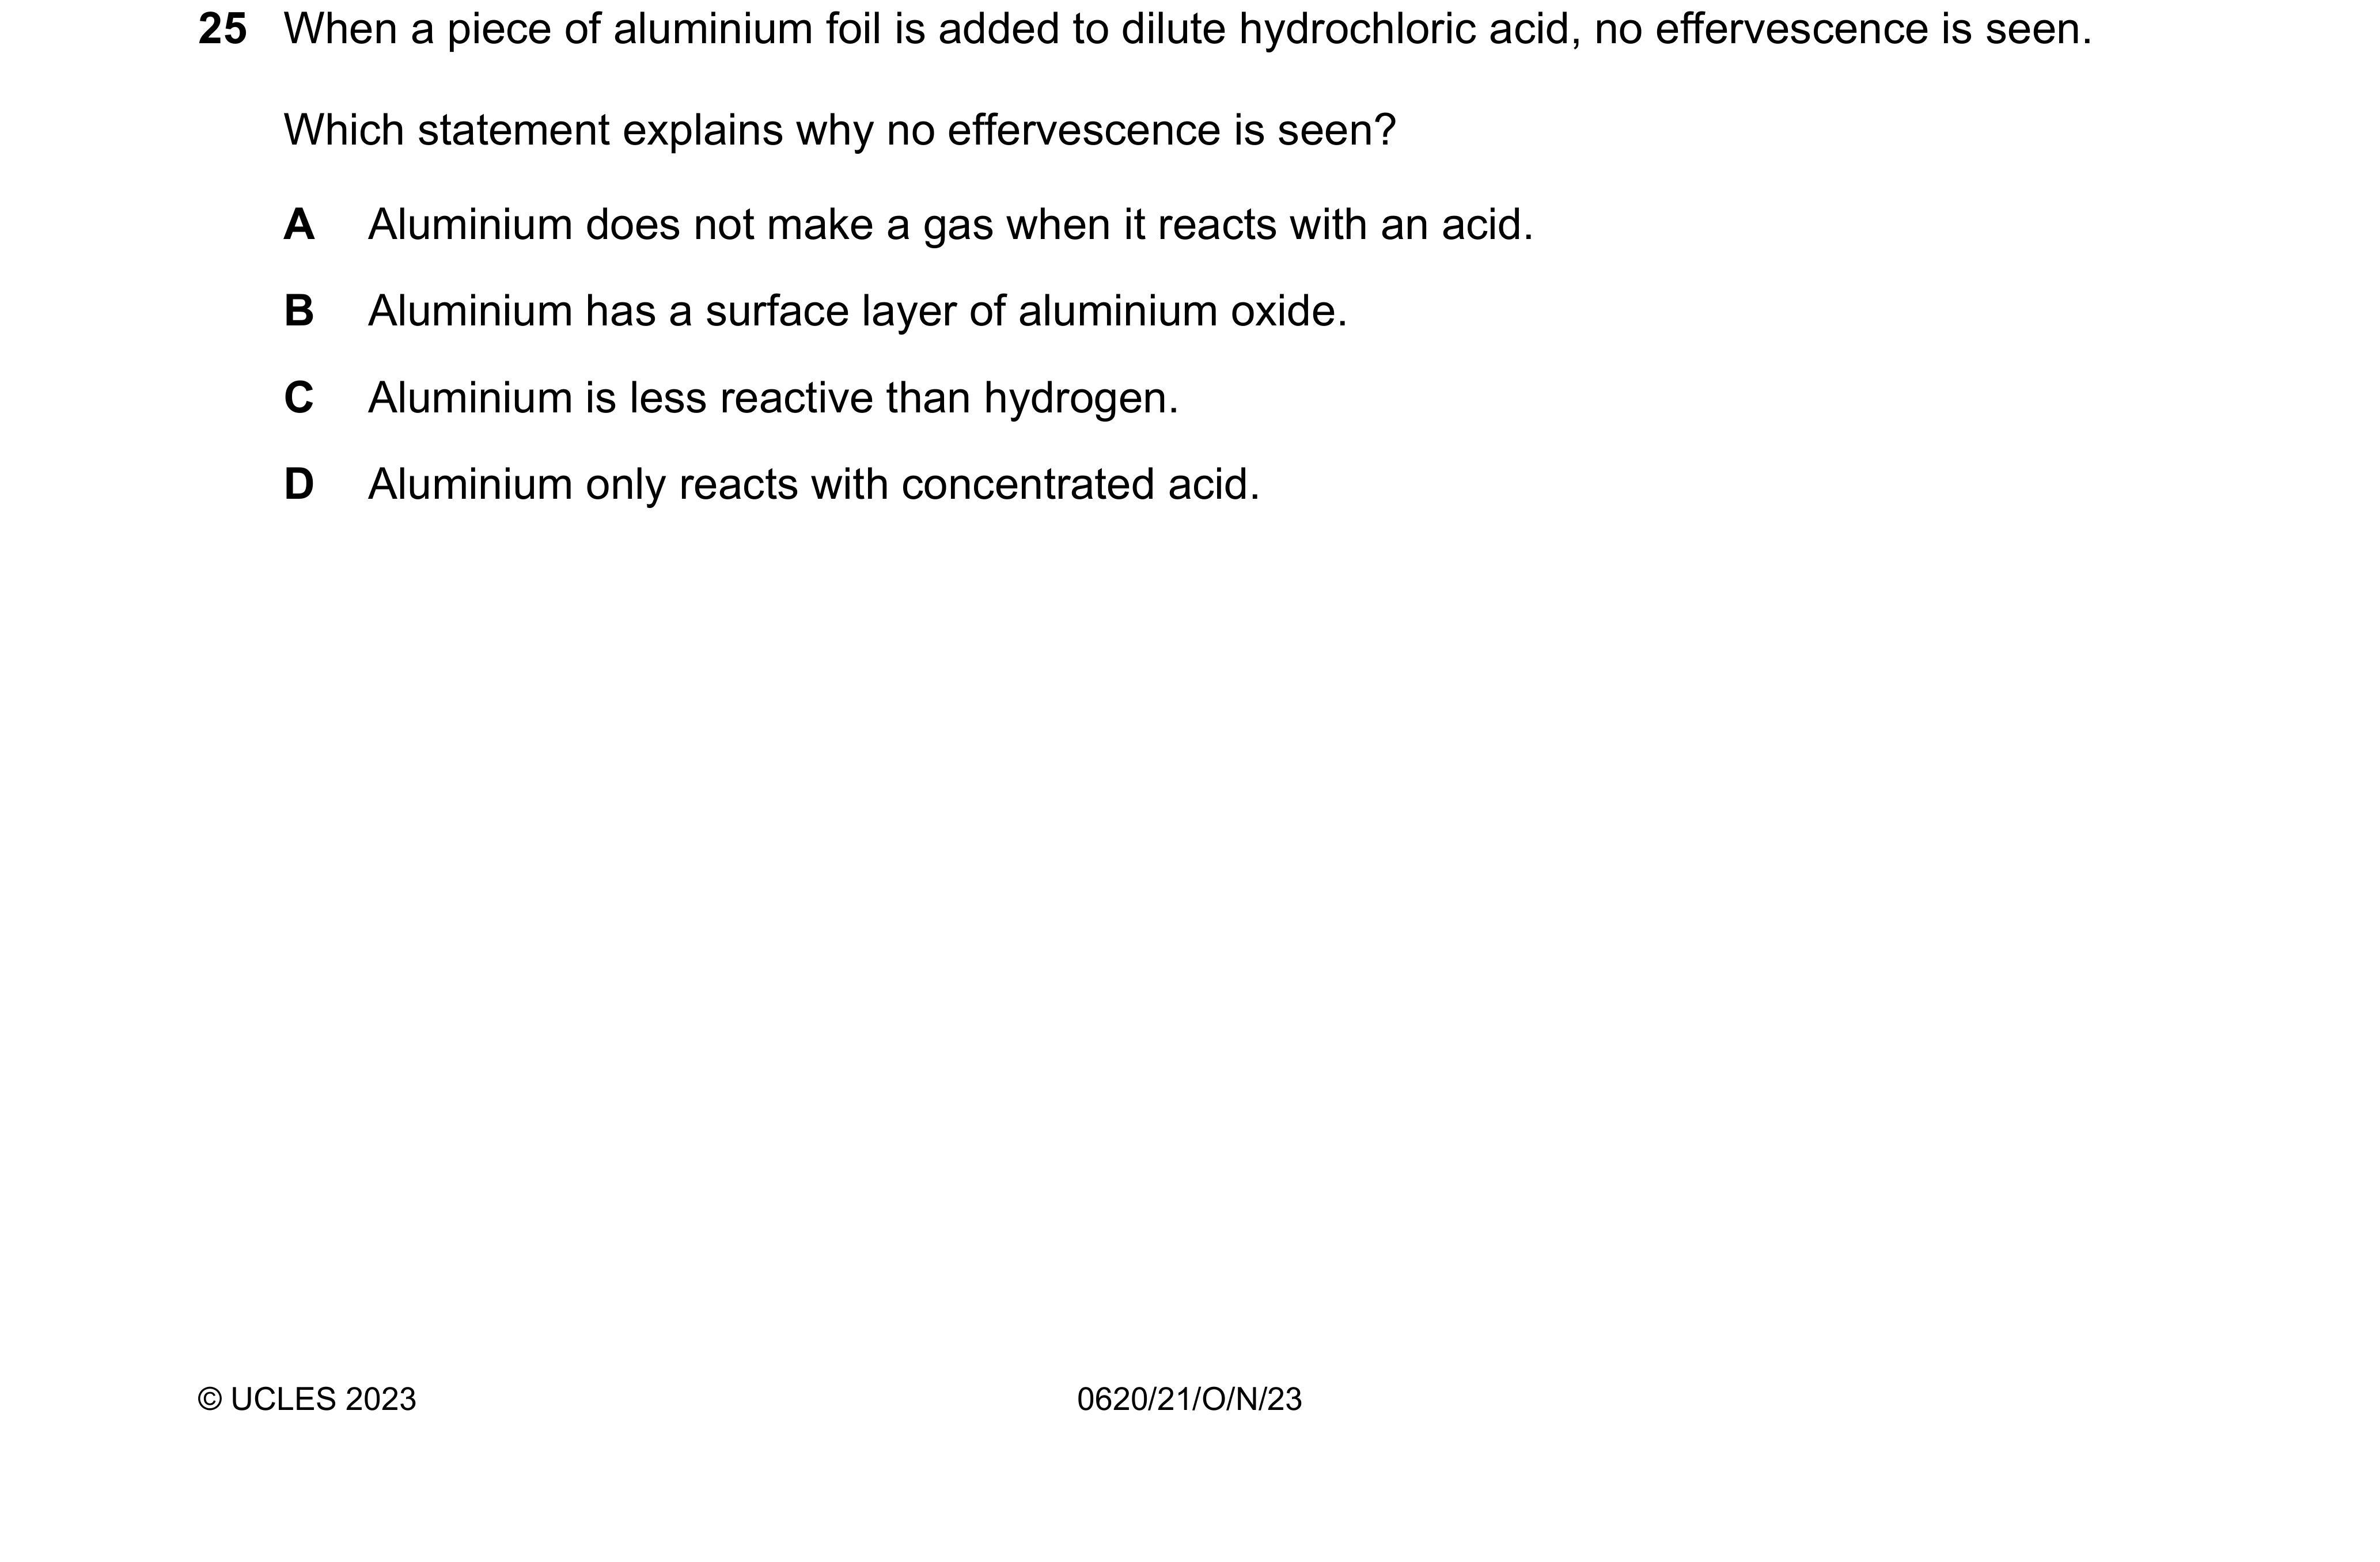 25 When a piece of aluminium foil is added to dilute hydrochloric acid, no effervescence is seen.
Which statement explains why no effervescence is seen?
A Aluminium does not make a gas when it reacts with an acid.
B Aluminium has a surface layer of aluminium oxide.
C Aluminium is less reactive than hydrogen.
D Aluminium only reacts with concentrated acid.
© UCLES 2023 0620/21/O/N/23